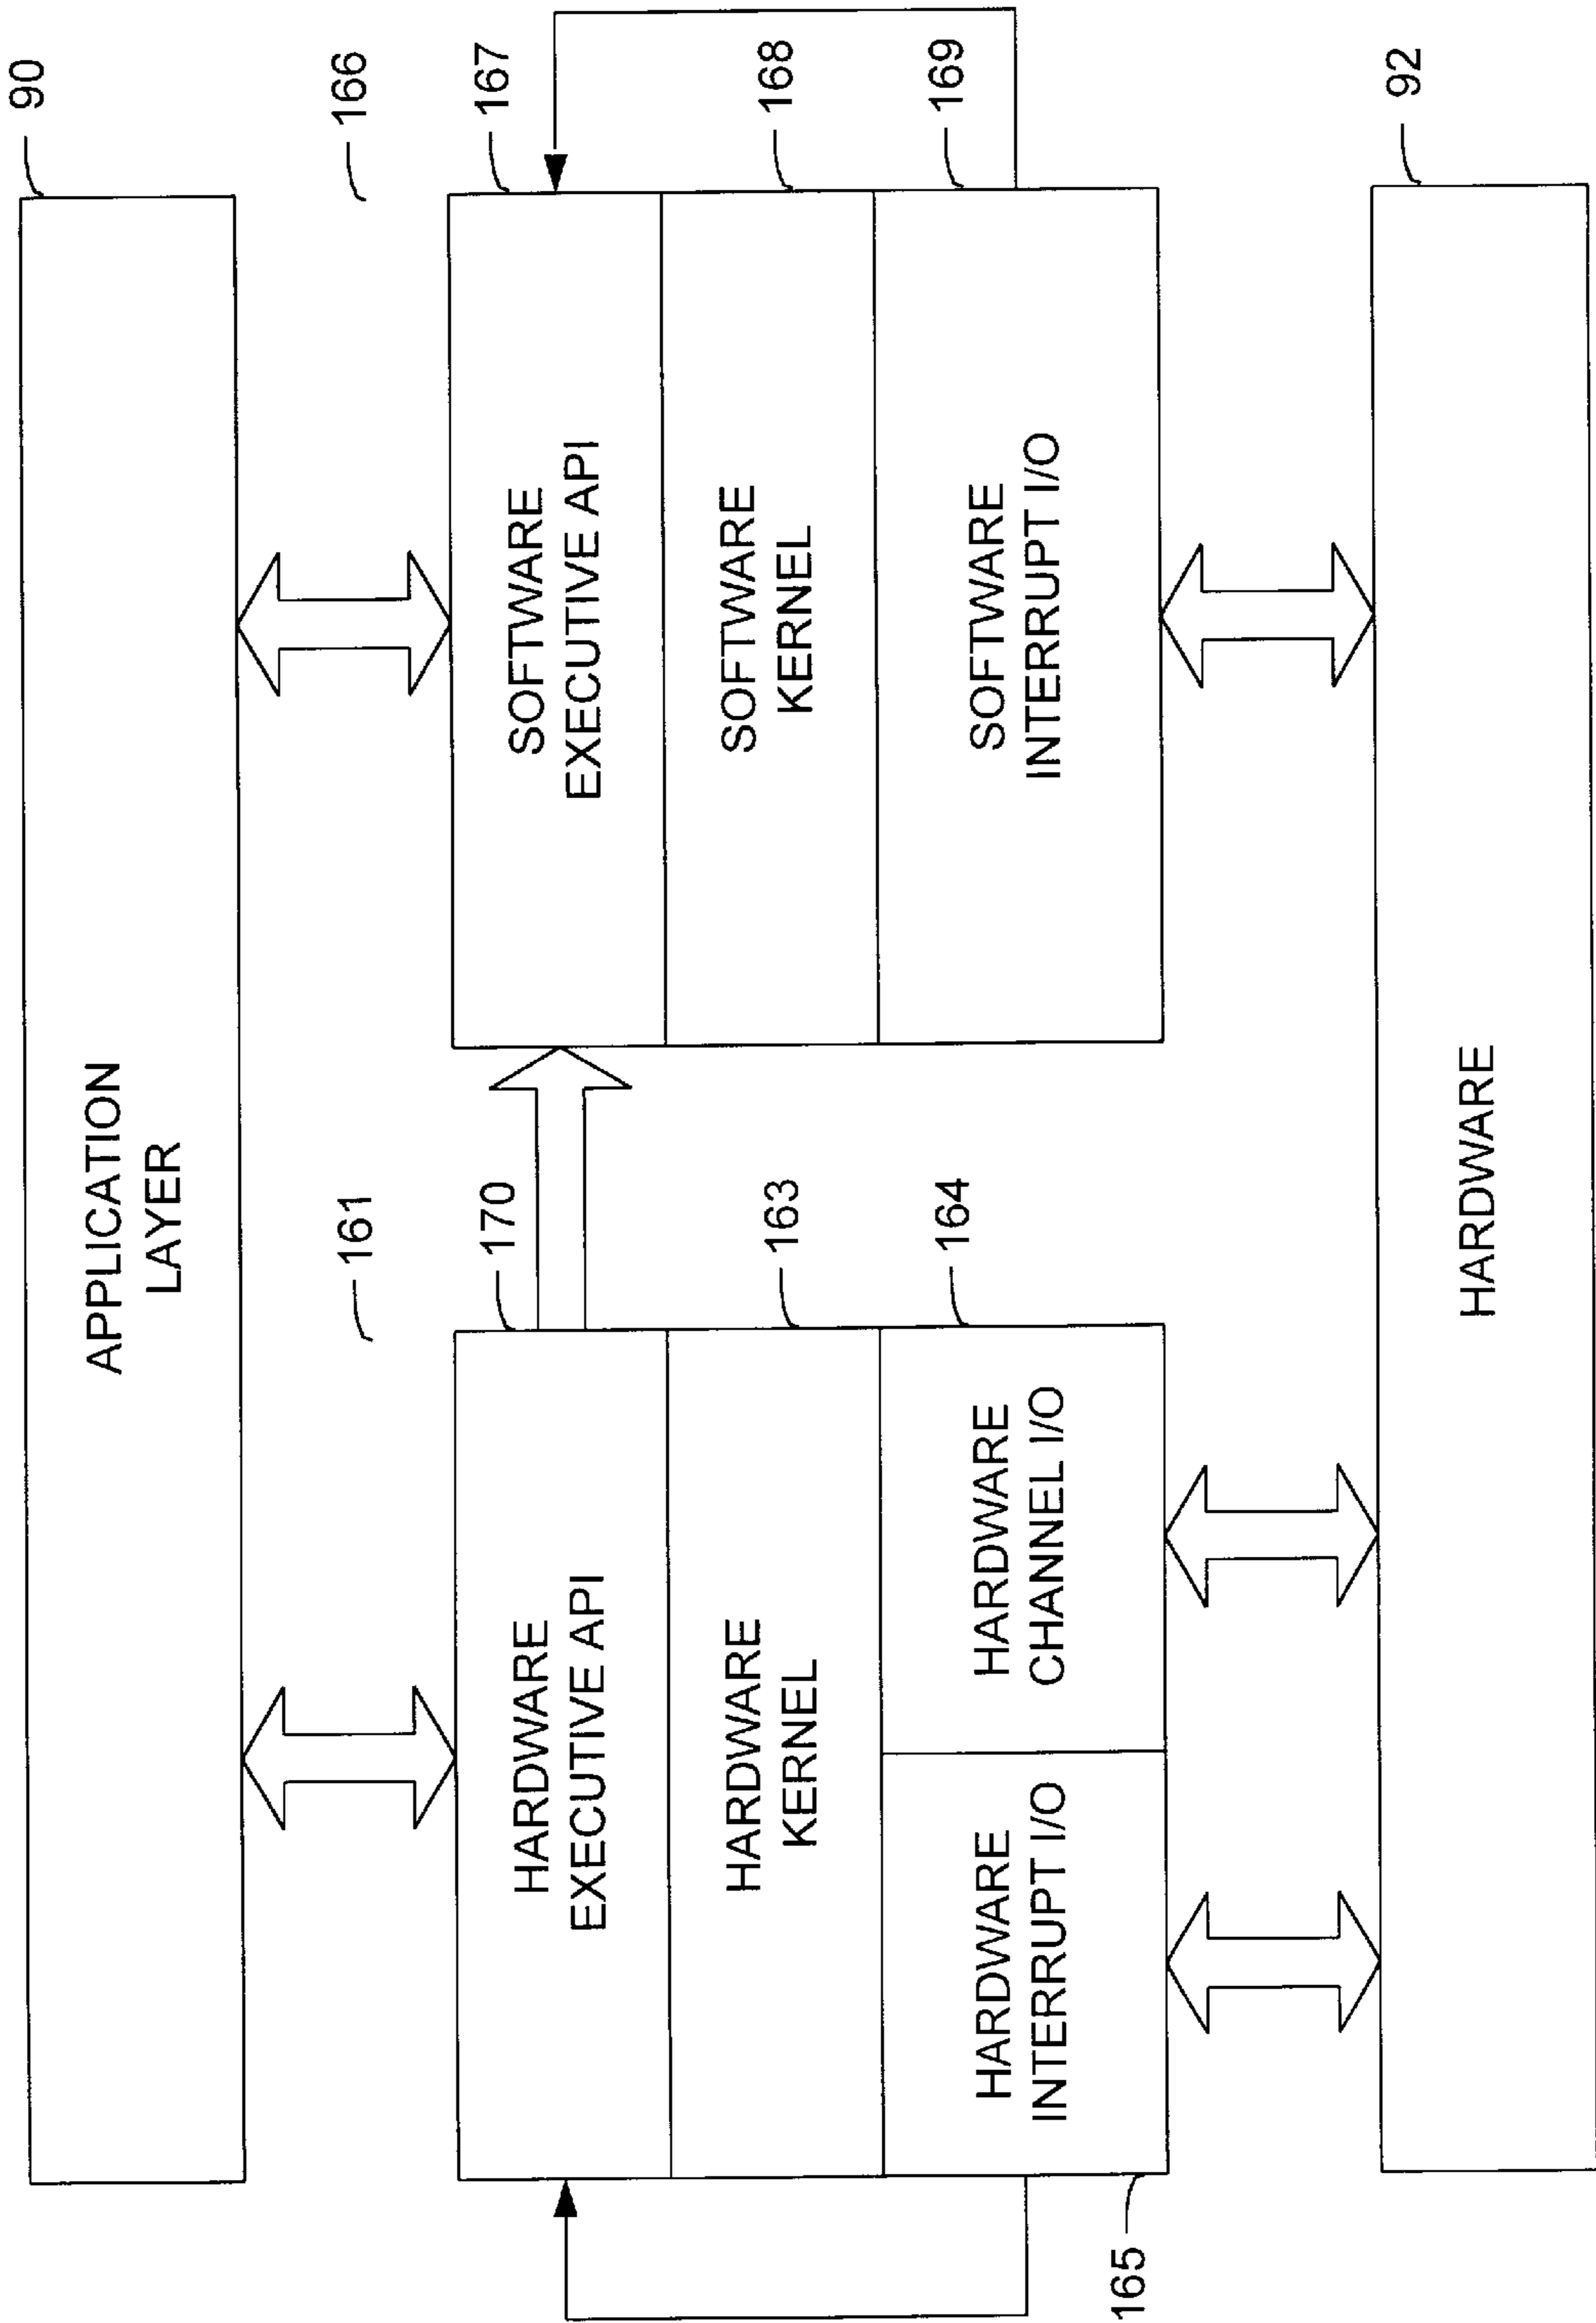 APPLICATION
LAYER
90
161
166
HARDWARE
EXECUTIVE API
170
SOFTWARE
EXECUTIVE API
167
HARDWARE
KERNEL
163
SOFTWARE
KERNEL
168
HARDWARE
INTERRUPT I/O
165
HARDWARE
CHANNEL I/O
164
SOFTWARE
INTERRUPT I/O
169
HARDWARE
92